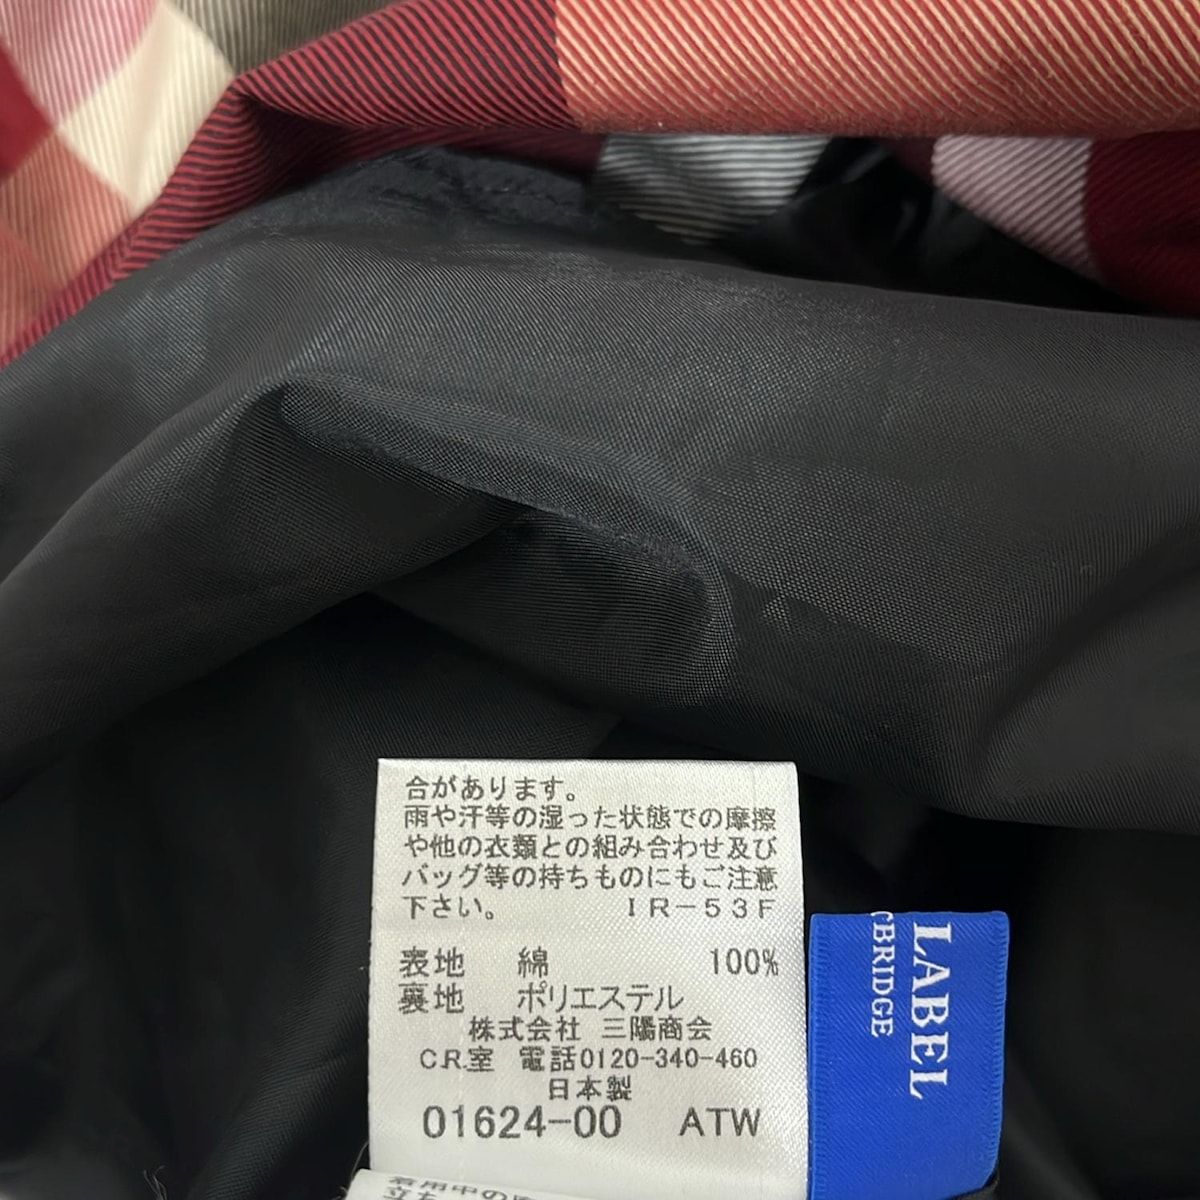 合があります。
雨や汗等の湿った状態での摩擦
や他の衣類との組み合わせ及び
バッグ等の持ちものにもご注意
下さい。 IR-53F
表地 綿 100%
裏地 ポリエステル
株式会社 三陽商会
C.R.室 電話0120-340-460
日本製
01624-00 ATW
LABEL
BRIDGE